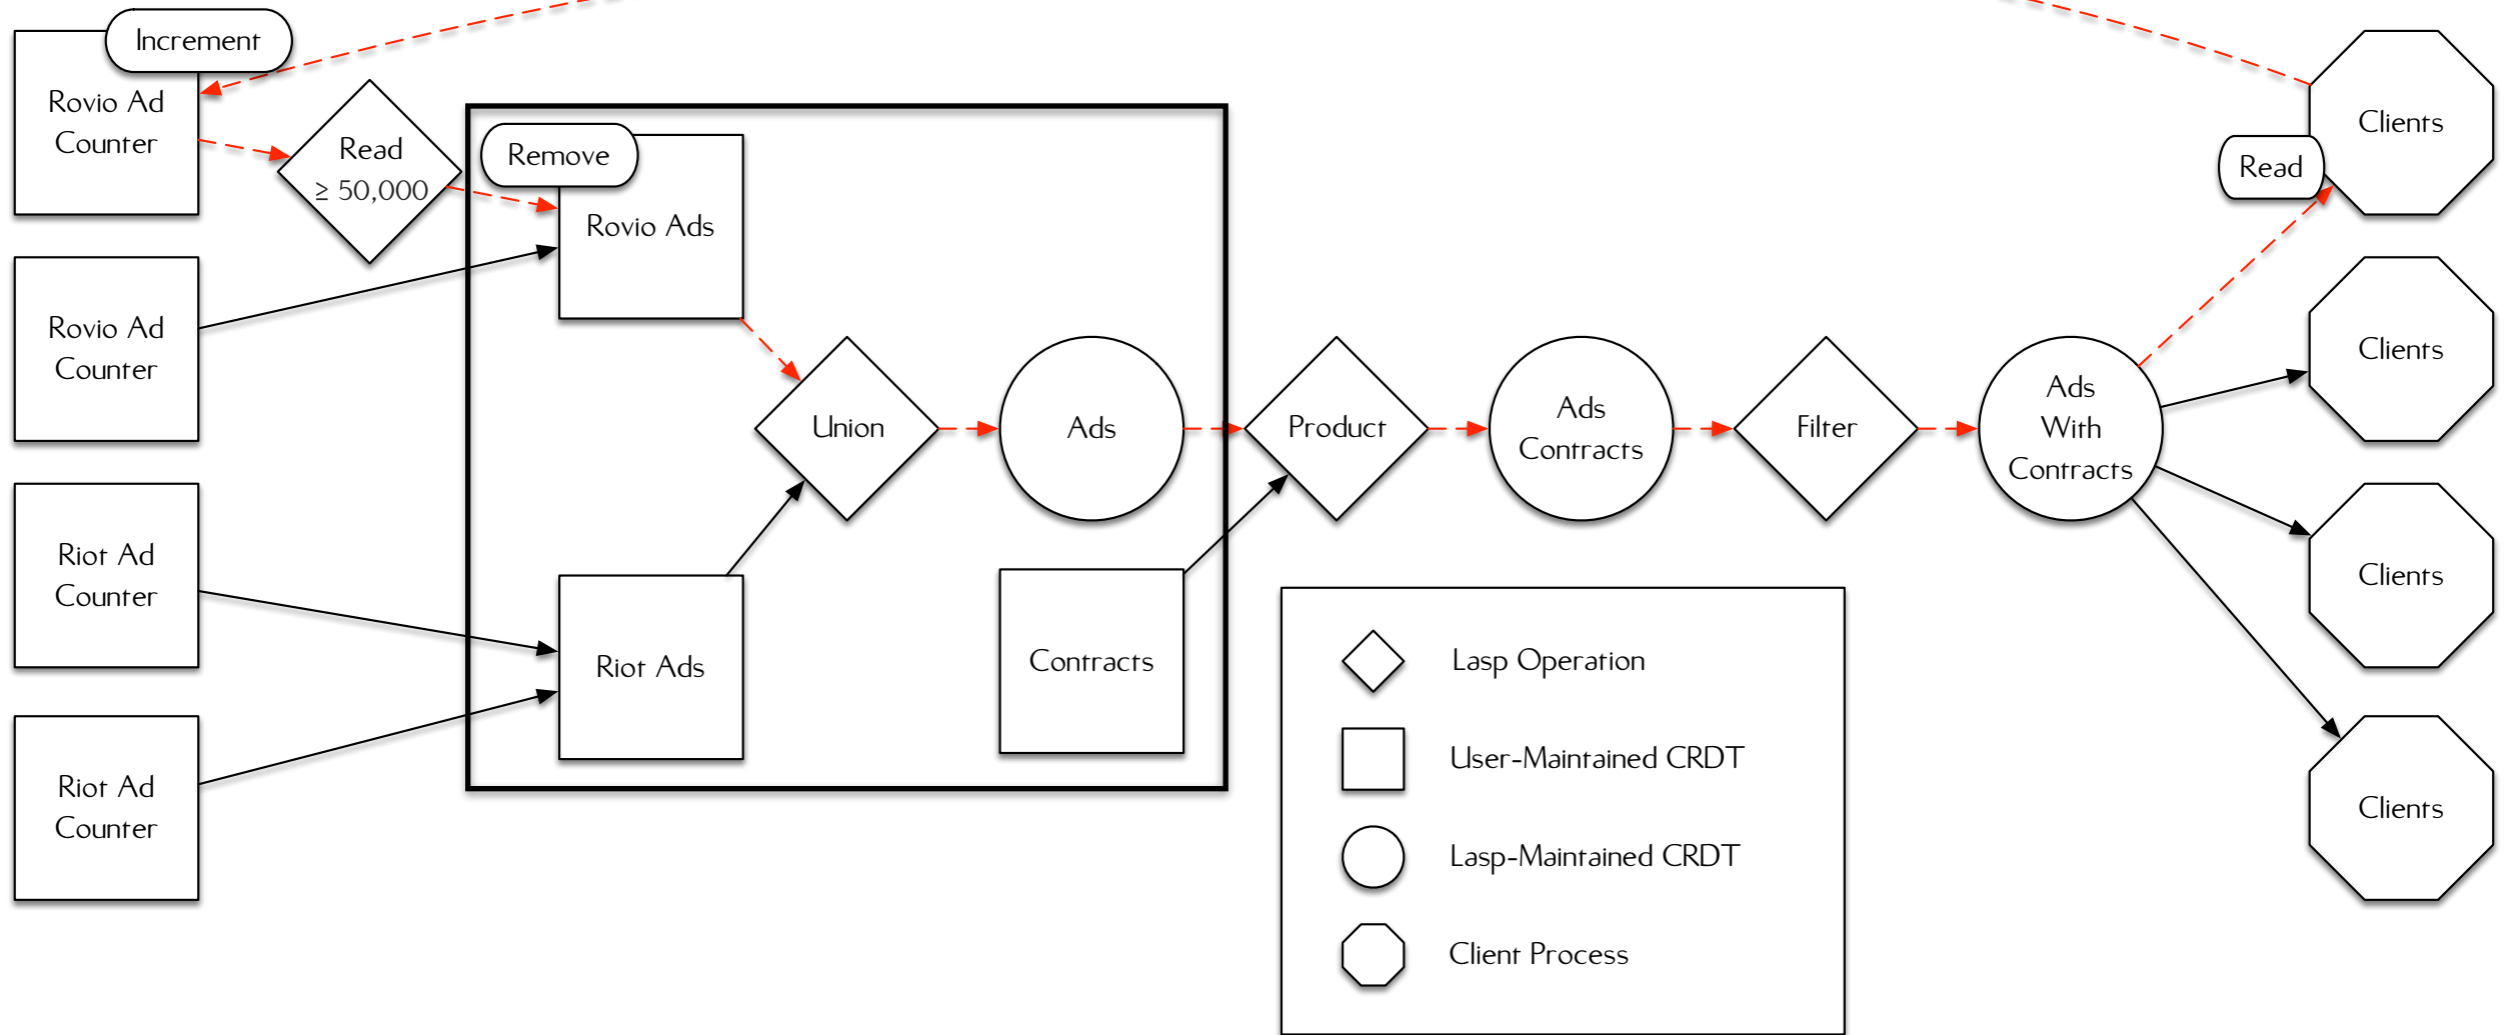 Increment
Rovio Ad
Counter
Read
≥ 50,000
Remove
Rovio Ads
Rovio Ad
Counter
Riot Ad
Counter
Riot Ad
Counter
Riot Ads
Union
Ads
Contracts
Product
Ads
Contracts
Filter
Ads
With
Contracts
Read
Clients
Clients
Clients
Clients
Lasp Operation
User-Maintained CRDT
Lasp-Maintained CRDT
Client Process